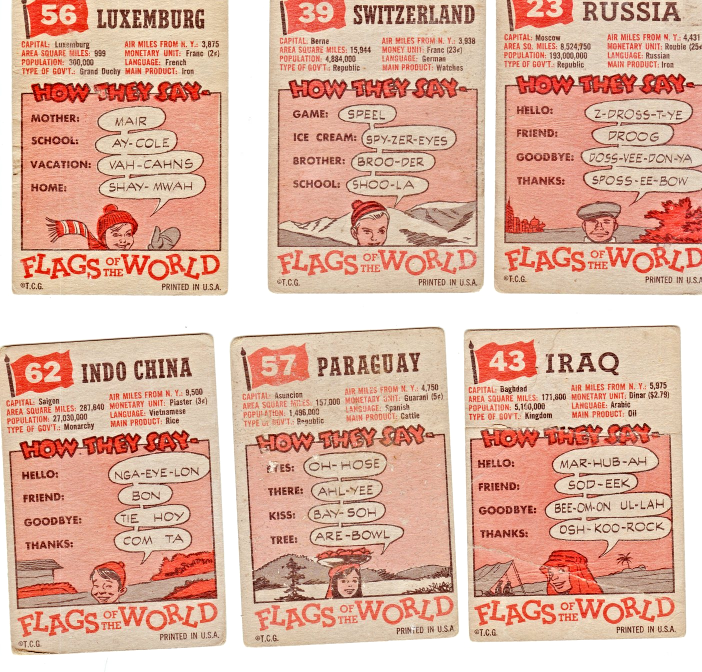 56 LUXEMBURG
CAPITAL: Luxemburg
AREA SQUARE MILES: 999
POPULATION: 300,000
TYPE OF GOV'T.: Grand Duchy
AIR MILES FROM N. Y.: 3,875
MONETARY UNIT: Franc (2¢)
LANGUAGE: French
MAIN PRODUCT: Iron
HOW THEY SAY-
MOTHER: MAIR
SCHOOL: AY-COLE
VACATION: VAH-CAHNS
HOME: SHAY-MWAH
FLAGS OF THE WORLD
©T.C.G. PRINTED IN U.S.A.
39 SWITZERLAND
CAPITAL: Berne
AREA SQUARE MILES: 15,944
POPULATION: 4,884,000
TYPE OF GOV'T.: Republic
AIR MILES FROM N. Y.: 3,938
MONEY UNIT: Franc (23¢)
LANGUAGE: German
MAIN PRODUCT: Watches
HOW THEY SAY-
GAME: SPEEL
ICE CREAM: SPY-ZER-EYES
BROTHER: BROO-DER
SCHOOL: SHOO-LA
FLAGS OF THE WORLD
©T.C.G. PRINTED IN U.S.A.
23 RUSSIA
CAPITAL: Moscow
AREA SQ. MILES: 8,524,750
POPULATION: 193,000,000
TYPE OF GOV'T: Republic
AIR MILES FROM N. Y.: 4,431
MONETARY UNIT: Rouble (25¢
LANGUAGE: Russian
MAIN PRODUCT: Iron
HOW THEY SAY-
HELLO: Z-DROSS-T-YE
FRIEND: DROOG
GOODBYE: DOSS-VEE-DON-YA
THANKS: SPOSS-EE-BOW
FLAGS OF THE WORLD
©T.C.G. PRINTED IN U.S.A.
62 INDO CHINA
CAPITAL: Saigon
AREA SQUARE MILES: 281,640
POPULATION: 27,030,000
TYPE OF GOV'T: Monarchy
AIR MILES FROM N. Y.: 9,500
MONETARY UNIT: Piaster (3¢)
LANGUAGE: Vietnamese
MAIN PRODUCT: Rice
HOW THEY SAY-
HELLO: NGA-EYE-LON
FRIEND: BON
GOODBYE: TIE HOY
THANKS: COM TA
FLAGS OF THE WORLD
©T.C.G. PRINTED IN U.S.A.
57 PARAGUAY
CAPITAL: Asuncion
AREA SQUARE MILES: 157,000
POPULATION: 1,496,000
TYPE OF GOV'T: Republic
AIR MILES FROM N. Y.: 4,750
MONETARY UNIT: Guarani (5¢)
LANGUAGE: Spanish
MAIN PRODUCT: Cattle
HOW THEY SAY-
EYES: OH-HOSE
THERE: AHL-YEE
KISS: BAY-SOH
TREE: ARE-BOWL
FLAGS OF THE WORLD
©T.C.G. PRINTED IN U.S.A.
43 IRAQ
CAPITAL: Baghdad
AREA SQUARE MILES: 171,600
POPULATION: 5,110,000
TYPE OF GOV'T: Kingdom
AIR MILES FROM N. Y.: 5,975
MONETARY UNIT: Dinar ($2.79)
LANGUAGE: Arabic
MAIN PRODUCT: Oil
HOW THEY SAY-
HELLO: MAR-HUB-AH
FRIEND: SOD-EEK
GOODBYE: BEE-OM-ON UL-LAH
THANKS: OSH-KOO-ROCK
FLAGS OF THE WORLD
©T.C.G. PRINTED IN U.S.A.